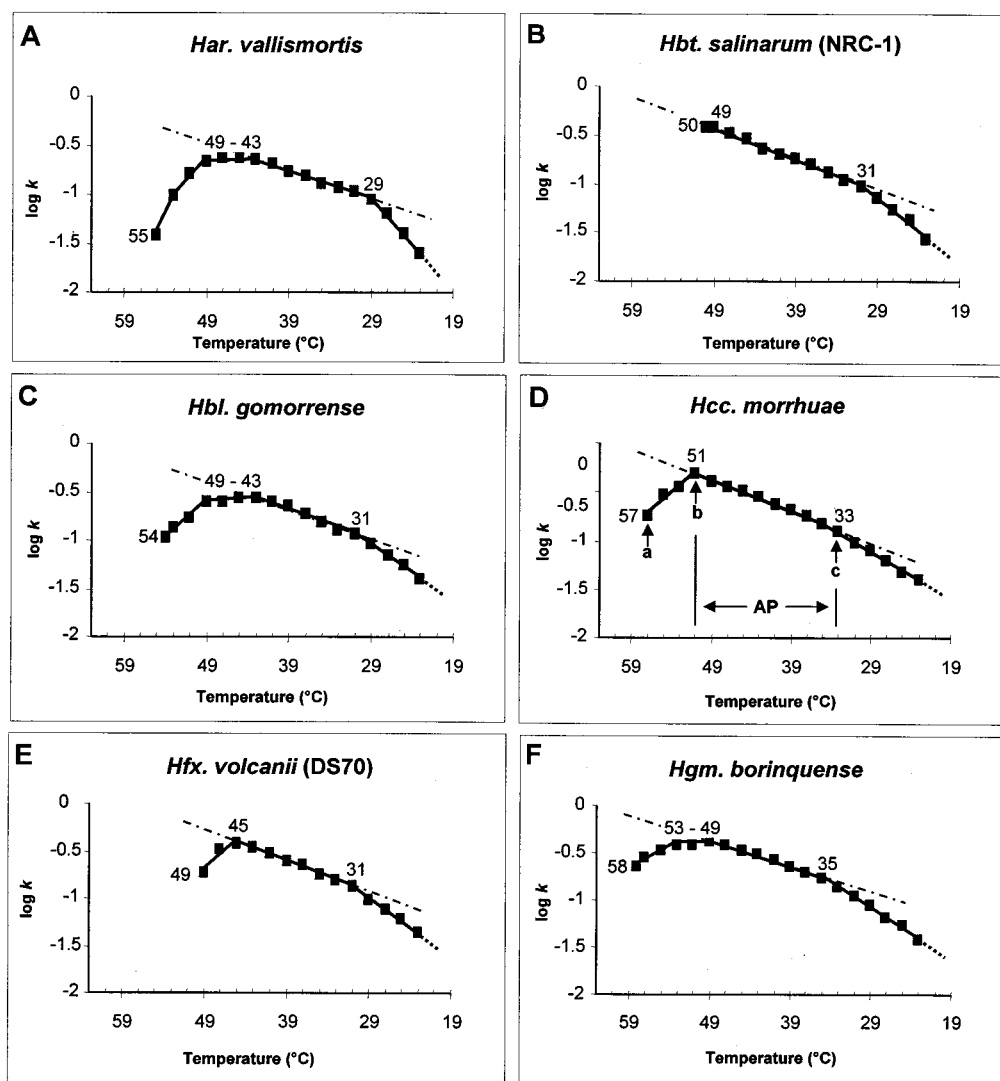 A
Har. vallismortis
0
-0.5
-1
-1.5
-2
log k
49 - 43
29
55
59
49
39
29
19
Temperature (°C)
B
Hbt. salinarum (NRC-1)
0
-0.5
-1
-1.5
-2
log k
50
49
31
59
49
39
29
19
Temperature (°C)
C
Hbl. gomorrense
0
-0.5
-1
-1.5
-2
log k
49 - 43
31
54
59
49
39
29
19
Temperature (°C)
D
Hcc. morrhuae
0
-0.5
-1
-1.5
-2
log k
51
57
33
a
b
c
AP
59
49
39
29
19
Temperature (°C)
E
Hfx. volcanii (DS70)
0
-0.5
-1
-1.5
-2
log k
45
49
31
59
49
39
29
19
Temperature (°C)
F
Hgm. borinquense
0
-0.5
-1
-1.5
-2
log k
53 - 49
58
35
59
49
39
29
19
Temperature (°C)